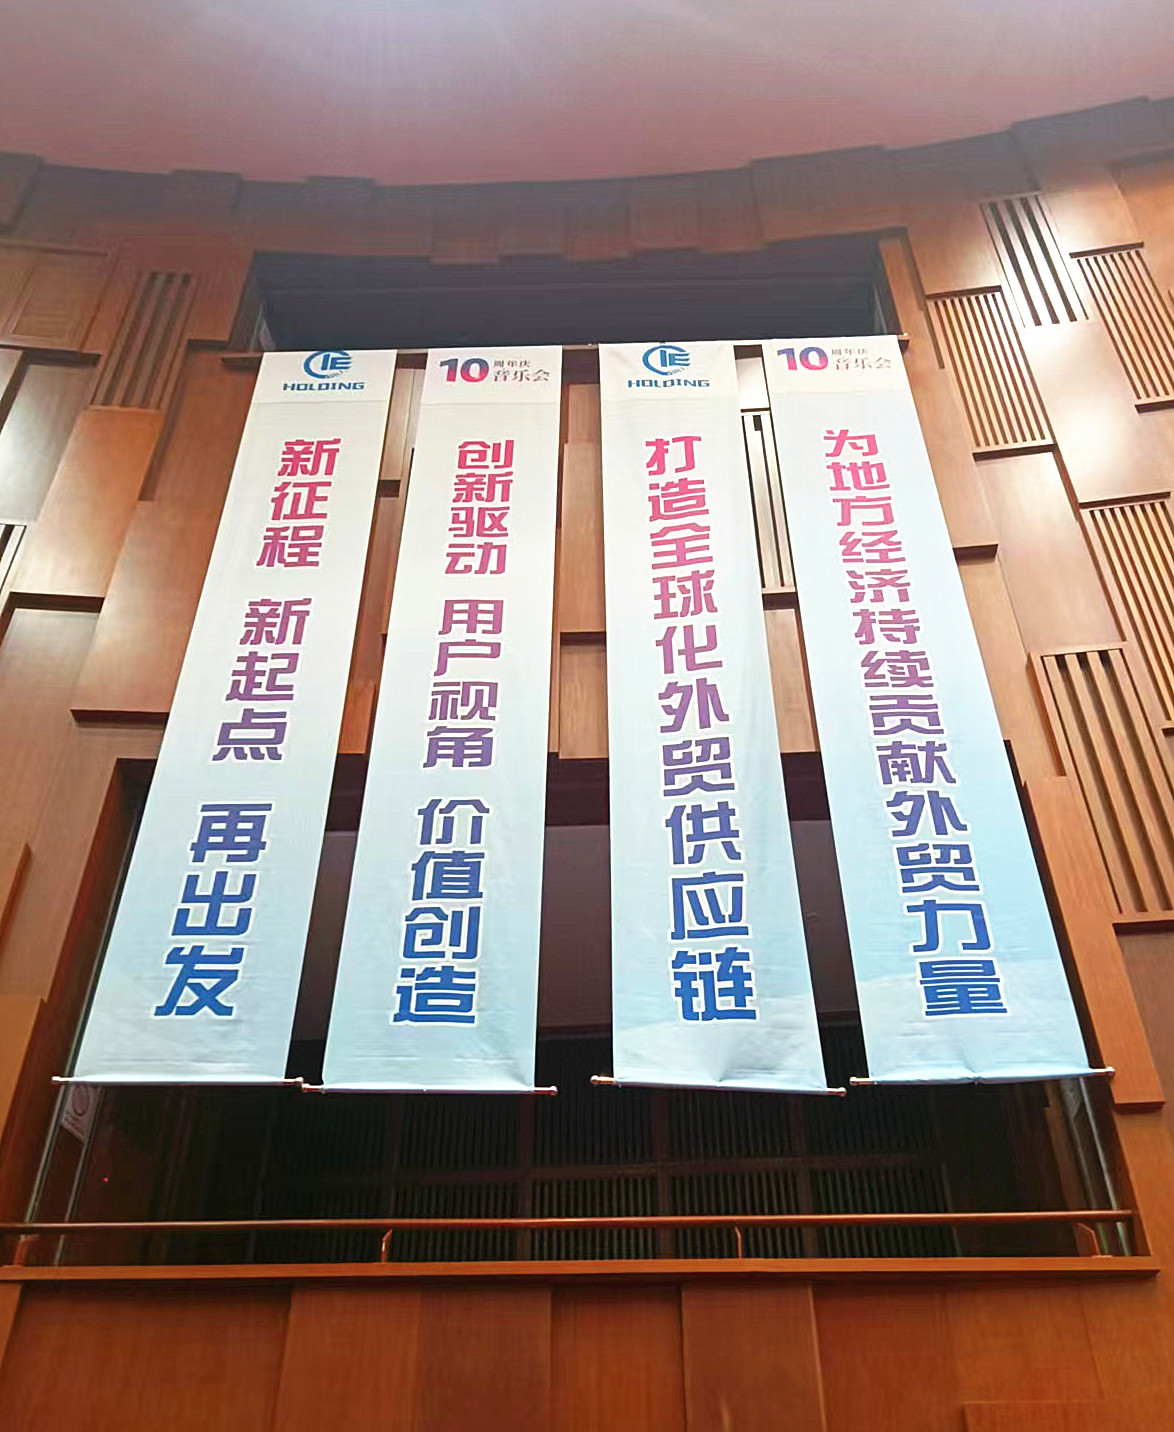 IE
HOLDING
新征程 新起点 再出发
10 周年庆
音乐会
创新驱动 用户视角 价值创造
IE
HOLDING
打造全球化外贸供应链
10 周年庆
音乐会
为地方经济持续贡献外贸力量